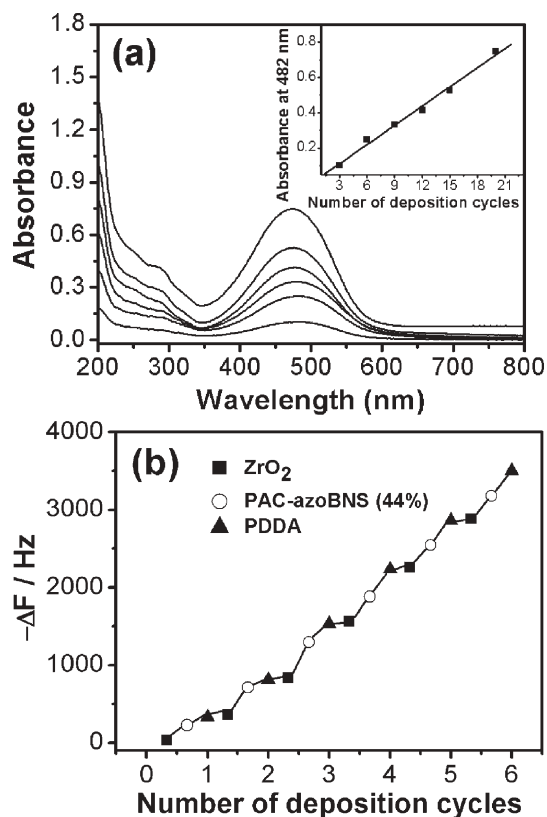 (a)
Absorbance
1.8
1.5
1.2
0.9
0.6
0.3
0.0
200 300 400 500 600 700 800
Wavelength (nm)
Absorbance at 482 nm
0.8
0.6
0.4
0.2
3 6 9 12 15 18 21
Number of deposition cycles
(b)
ZrO₂
PAC-azoBNS (44%)
PDDA
−ΔF / Hz
4000
3000
2000
1000
0
0 1 2 3 4 5 6
Number of deposition cycles